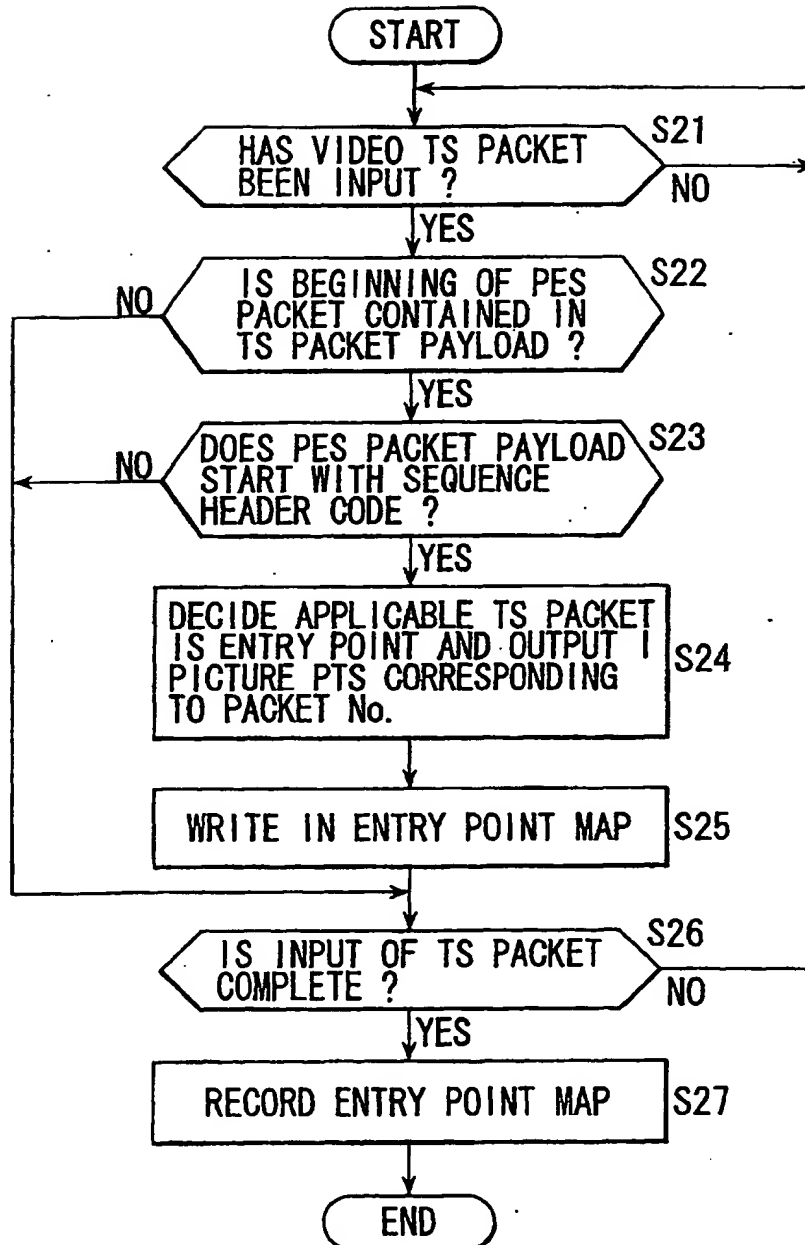 START
S21
HAS VIDEO TS PACKET
BEEN INPUT ?
NO
YES
S22
IS BEGINNING OF PES
PACKET CONTAINED IN
TS PACKET PAYLOAD ?
NO
YES
S23
DOES PES PACKET PAYLOAD
START WITH SEQUENCE
HEADER CODE ?
NO
YES
DECIDE APPLICABLE TS PACKET
IS ENTRY POINT AND OUTPUT I
PICTURE PTS CORRESPONDING
TO PACKET No.
S24
WRITE IN ENTRY POINT MAP
S25
S26
IS INPUT OF TS PACKET
COMPLETE ?
NO
YES
RECORD ENTRY POINT MAP
S27
END